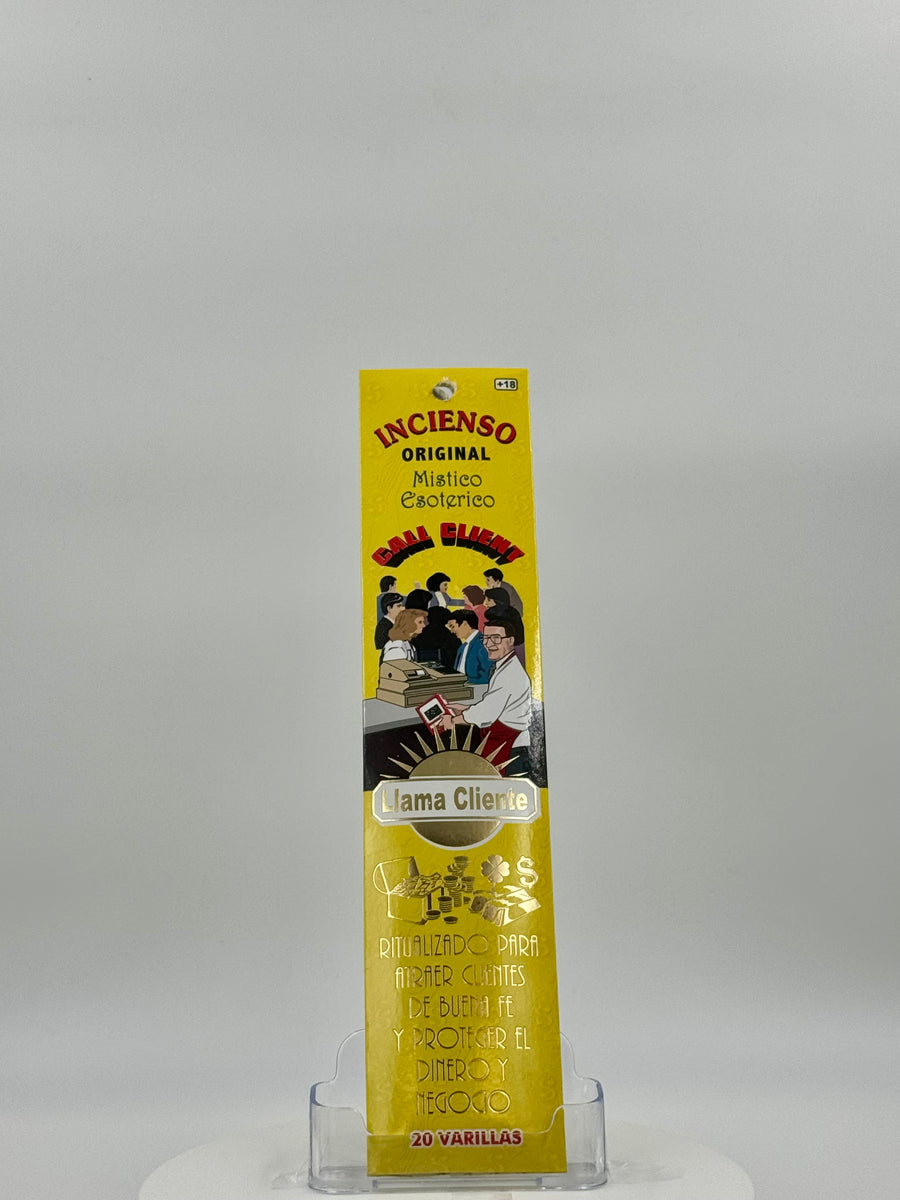 +18
INCIENSO
ORIGINAL
Mistico
Esoterico
CALL CLIENT
Llama Cliente
$
RITUALIZADO PARA
ATRAER CLIENTES
DE BUENA FE
Y PROTEGER EL
DINERO Y
NEGOCIO
20 VARILLAS